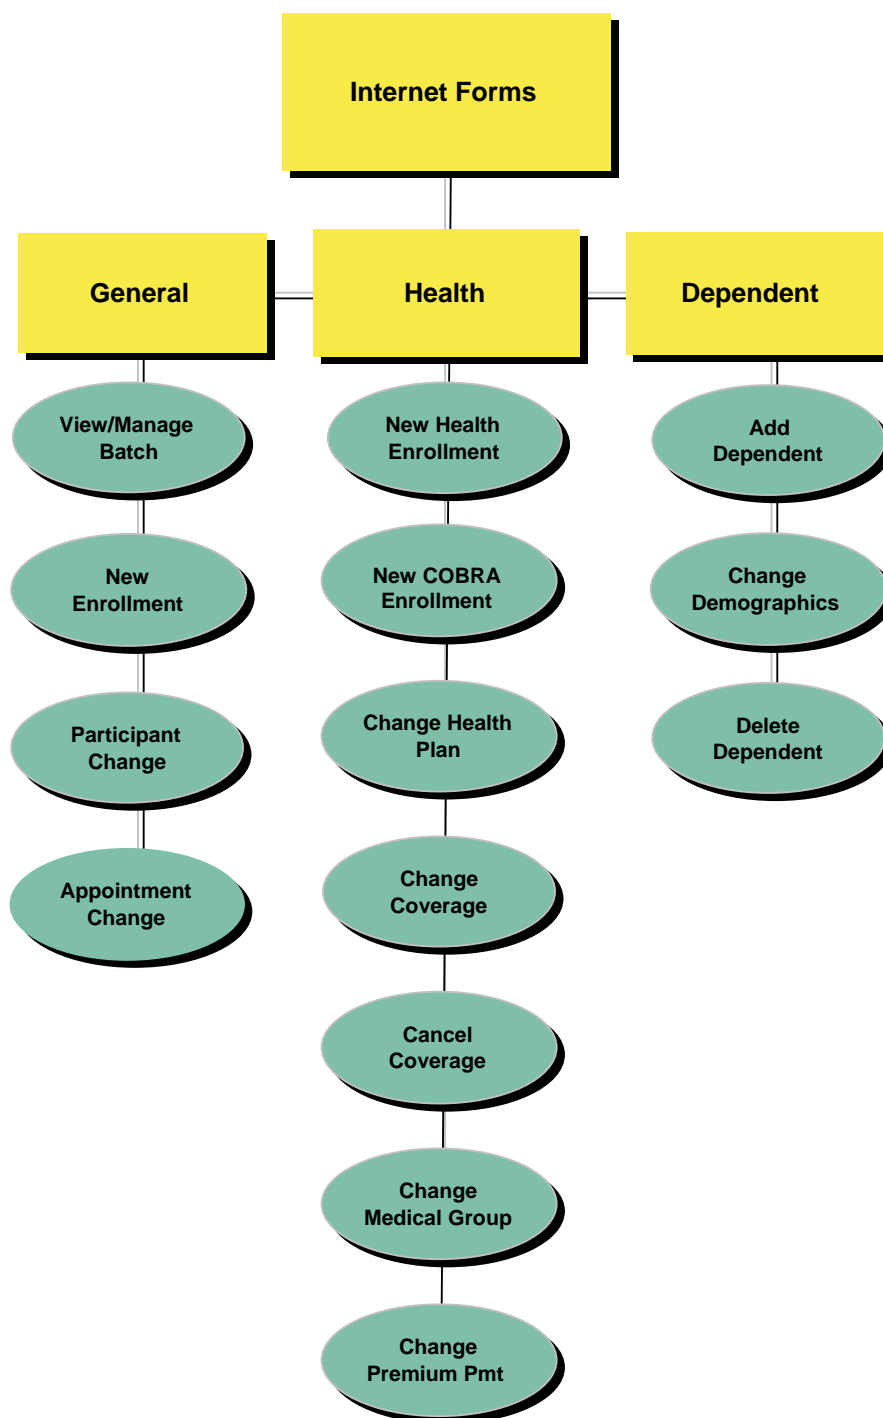 Internet Forms
General
Health
Dependent
View/Manage
Batch
New
Enrollment
Participant
Change
Appointment
Change
New Health
Enrollment
New COBRA
Enrollment
Change Health
Plan
Change
Coverage
Cancel
Coverage
Change
Medical Group
Change
Premium Pmt
Add
Dependent
Change
Demographics
Delete
Dependent